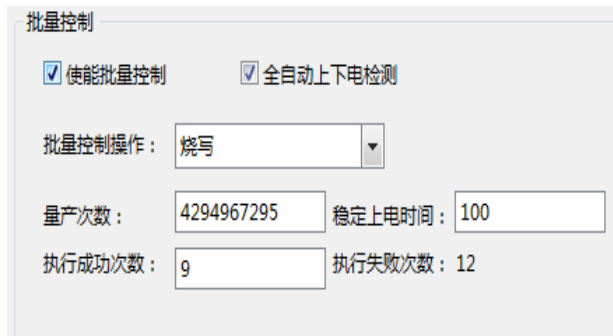 批量控制
使能批量控制 全自动上下电检测
批量控制操作： 烧写
量产次数： 4294967295 稳定上电时间： 100
执行成功次数： 9 执行失败次数： 12